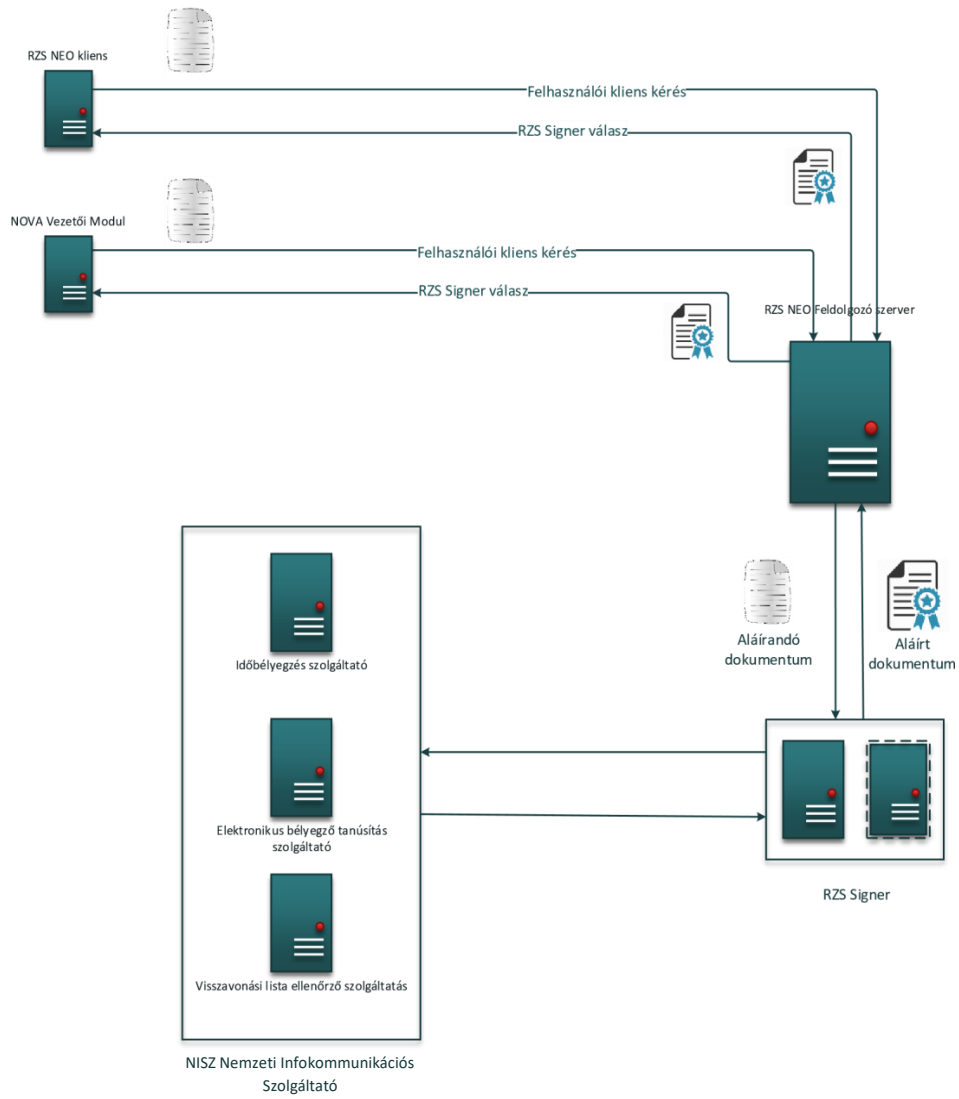 RZS NEO kliens
Felhasználói kliens kérés
RZS Signer válasz
NOVA Vezetői Modul
Felhasználói kliens kérés
RZS Signer válasz
RZS NEO Feldolgozó szerver
Időbélyegzés szolgáltató
Elektronikus bélyegző tanúsítás
szolgáltató
Visszavonási lista ellenőrző szolgáltatás
NISZ Nemzeti Infokommunikációs
Szolgáltató
Aláírandó
dokumentum
Aláírt
dokumentum
RZS Signer